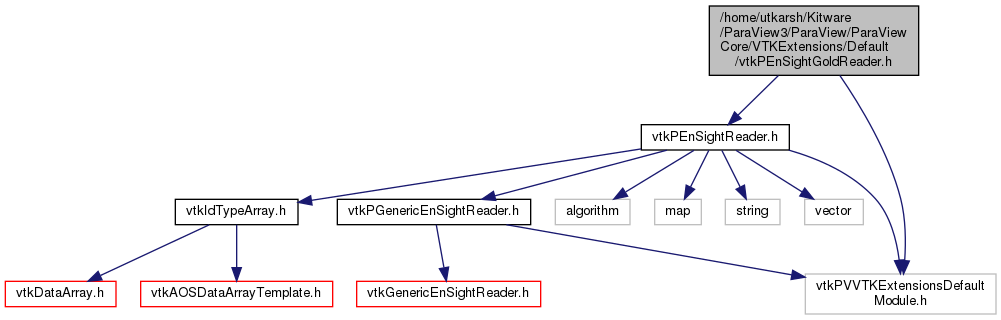 /home/utkarsh/Kitware
/ParaView3/ParaView/ParaView
Core/VTKExtensions/Default
/vtkPEnSightGoldReader.h
vtkPEnSightReader.h
vtkIdTypeArray.h
vtkPGenericEnSightReader.h
algorithm
map
string
vector
vtkDataArray.h
vtkAOSDataArrayTemplate.h
vtkGenericEnSightReader.h
vtkPVVTKExtensionsDefault
Module.h